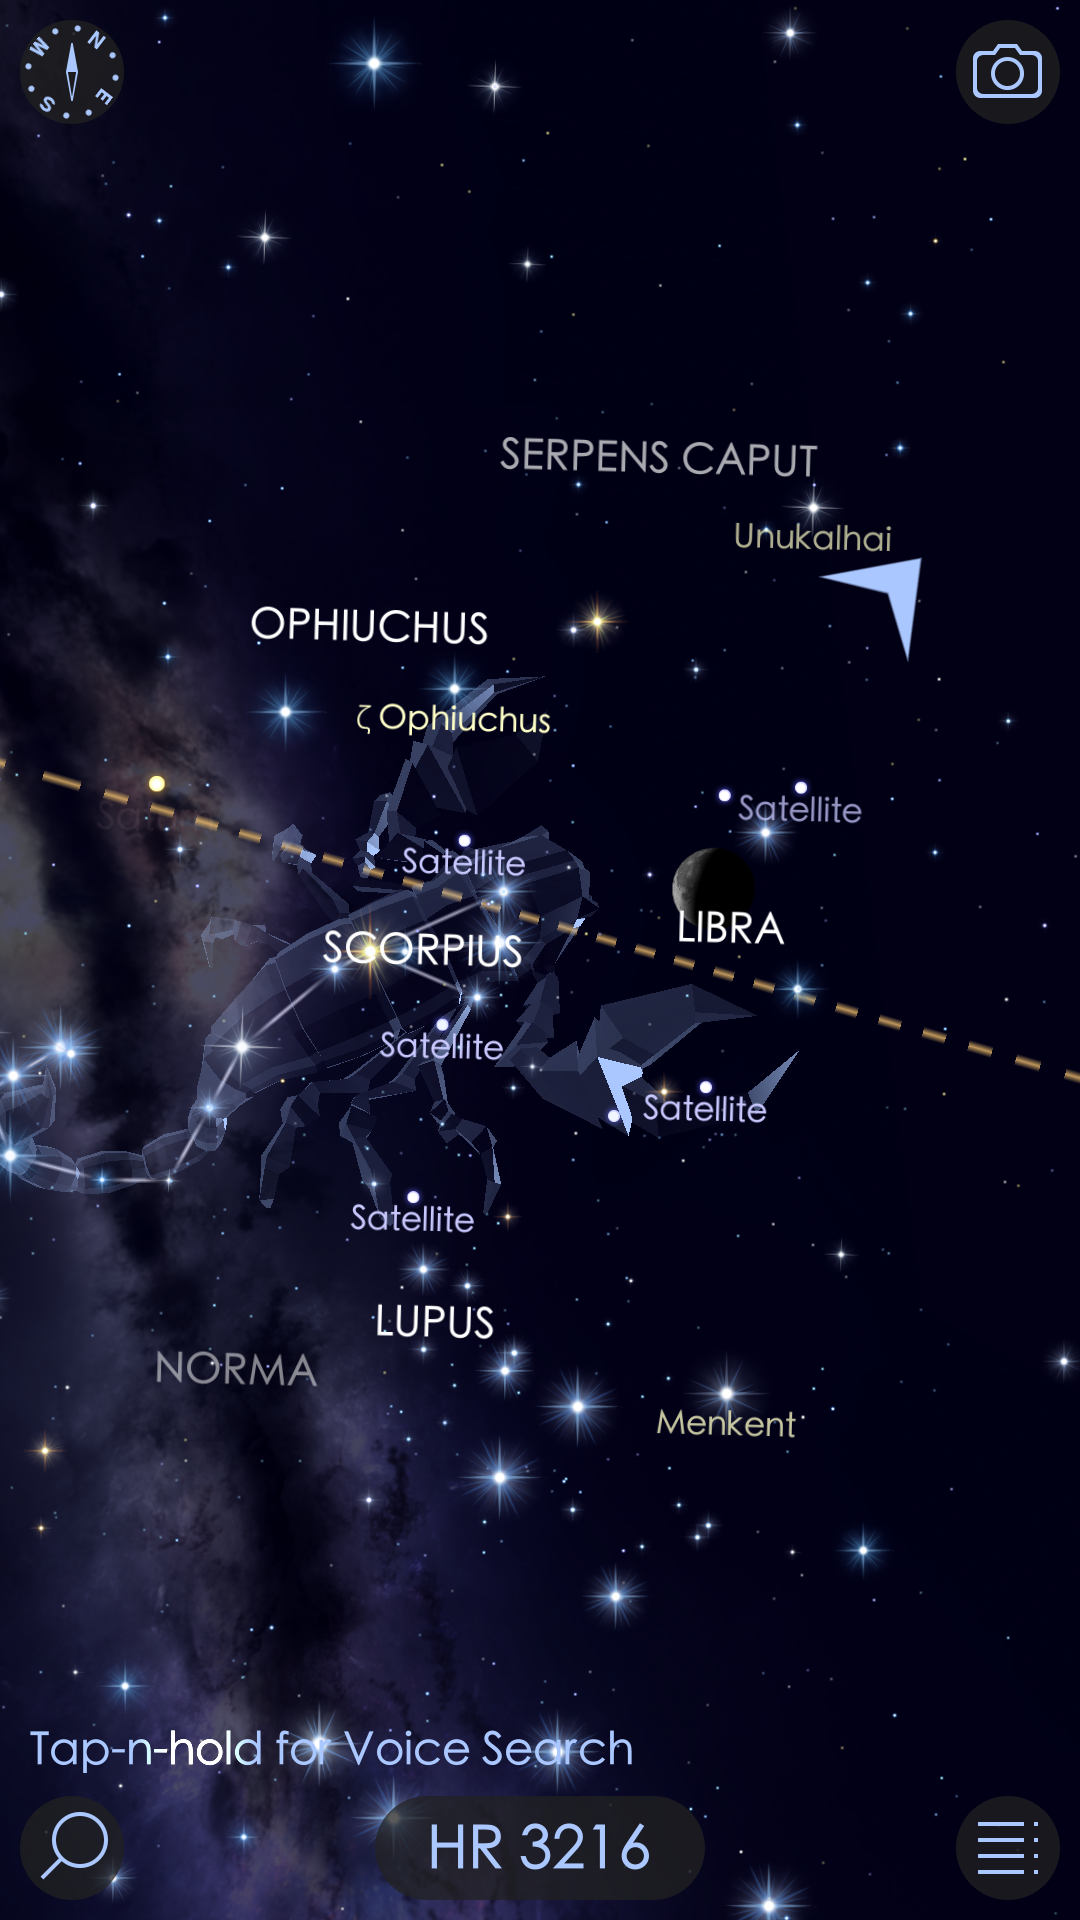 W N
S E
SERPENS CAPUT
Unukalhai
OPHIUCHUS
ζ Ophiuchus
Satellite
Saturn
Satellite
LIBRA
SCORPIUS
Satellite
Satellite
Satellite
LUPUS
NORMA
Menkent
Tap-n-hold for Voice Search
HR 3216